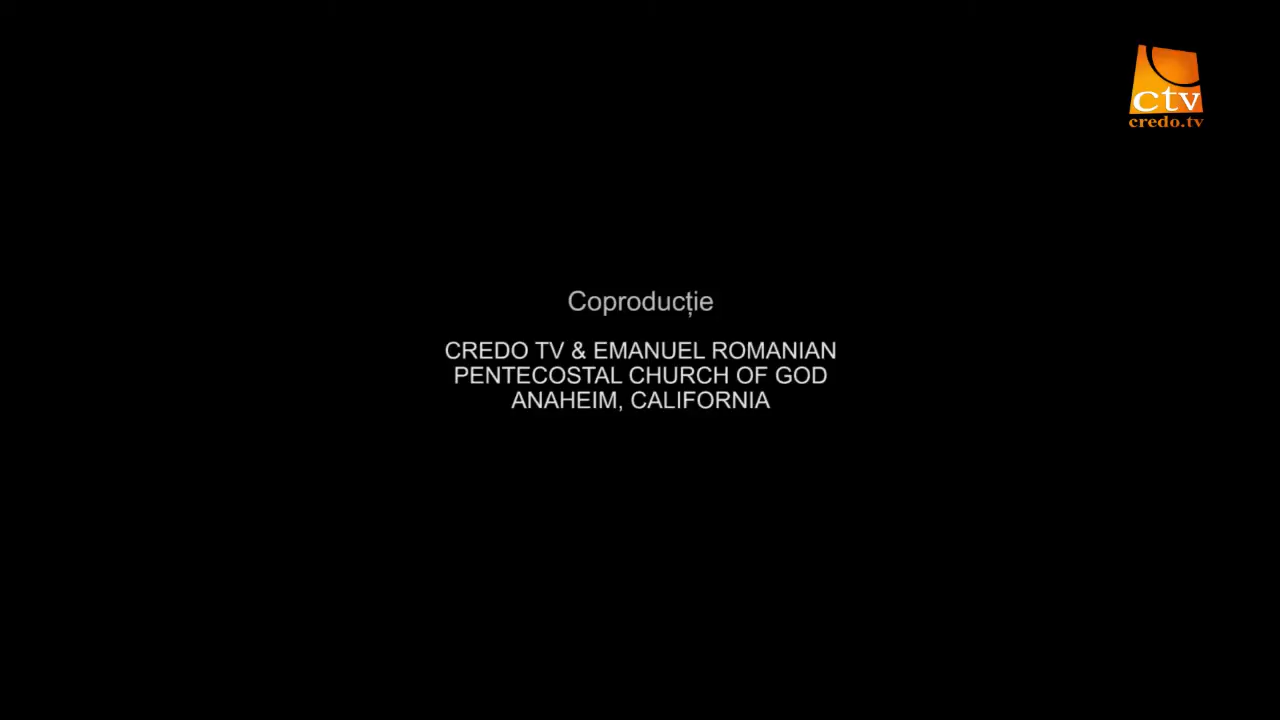 ctv
credo.tv
Coproducție
CREDO TV & EMANUEL ROMANIAN
PENTECOSTAL CHURCH OF GOD
ANAHEIM, CALIFORNIA